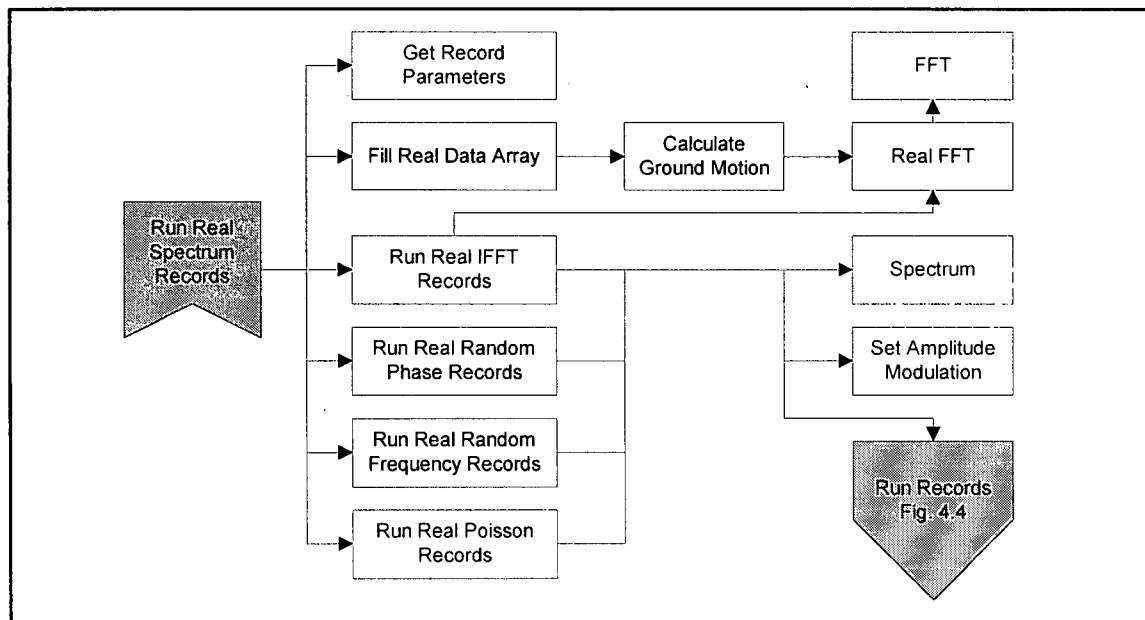 Get Record
Parameters
FFT
Fill Real Data Array
Calculate
Ground Motion
Real FFT
Run Real
Spectrum
Records
Run Real IFFT
Records
Spectrum
Run Real Random
Phase Records
Set Amplitude
Modulation
Run Real Random
Frequency Records
Run Records
Fig. 4.4
Run Real Poisson
Records